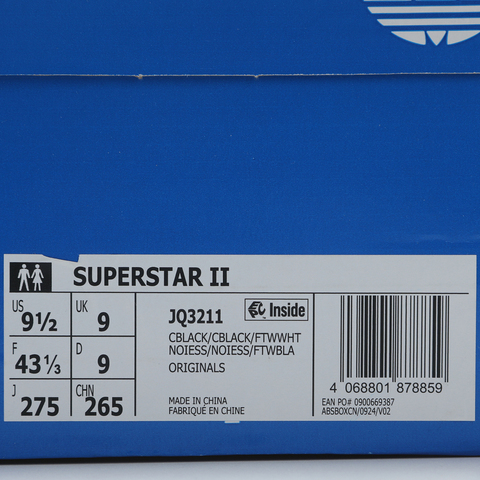 SUPERSTAR II
US 9½
UK 9
F 43⅓
D 9
J 275
CHN 265
JQ3211
Inside
CBLACK/CBLACK/FTWWHT
NOIESS/NOIESS/FTWBLA
ORIGINALS
MADE IN CHINA
FABRIQUÉ EN CHINE
4 068801 878859
EAN PO# 0900669387
ABSBOXCN/0924/V02